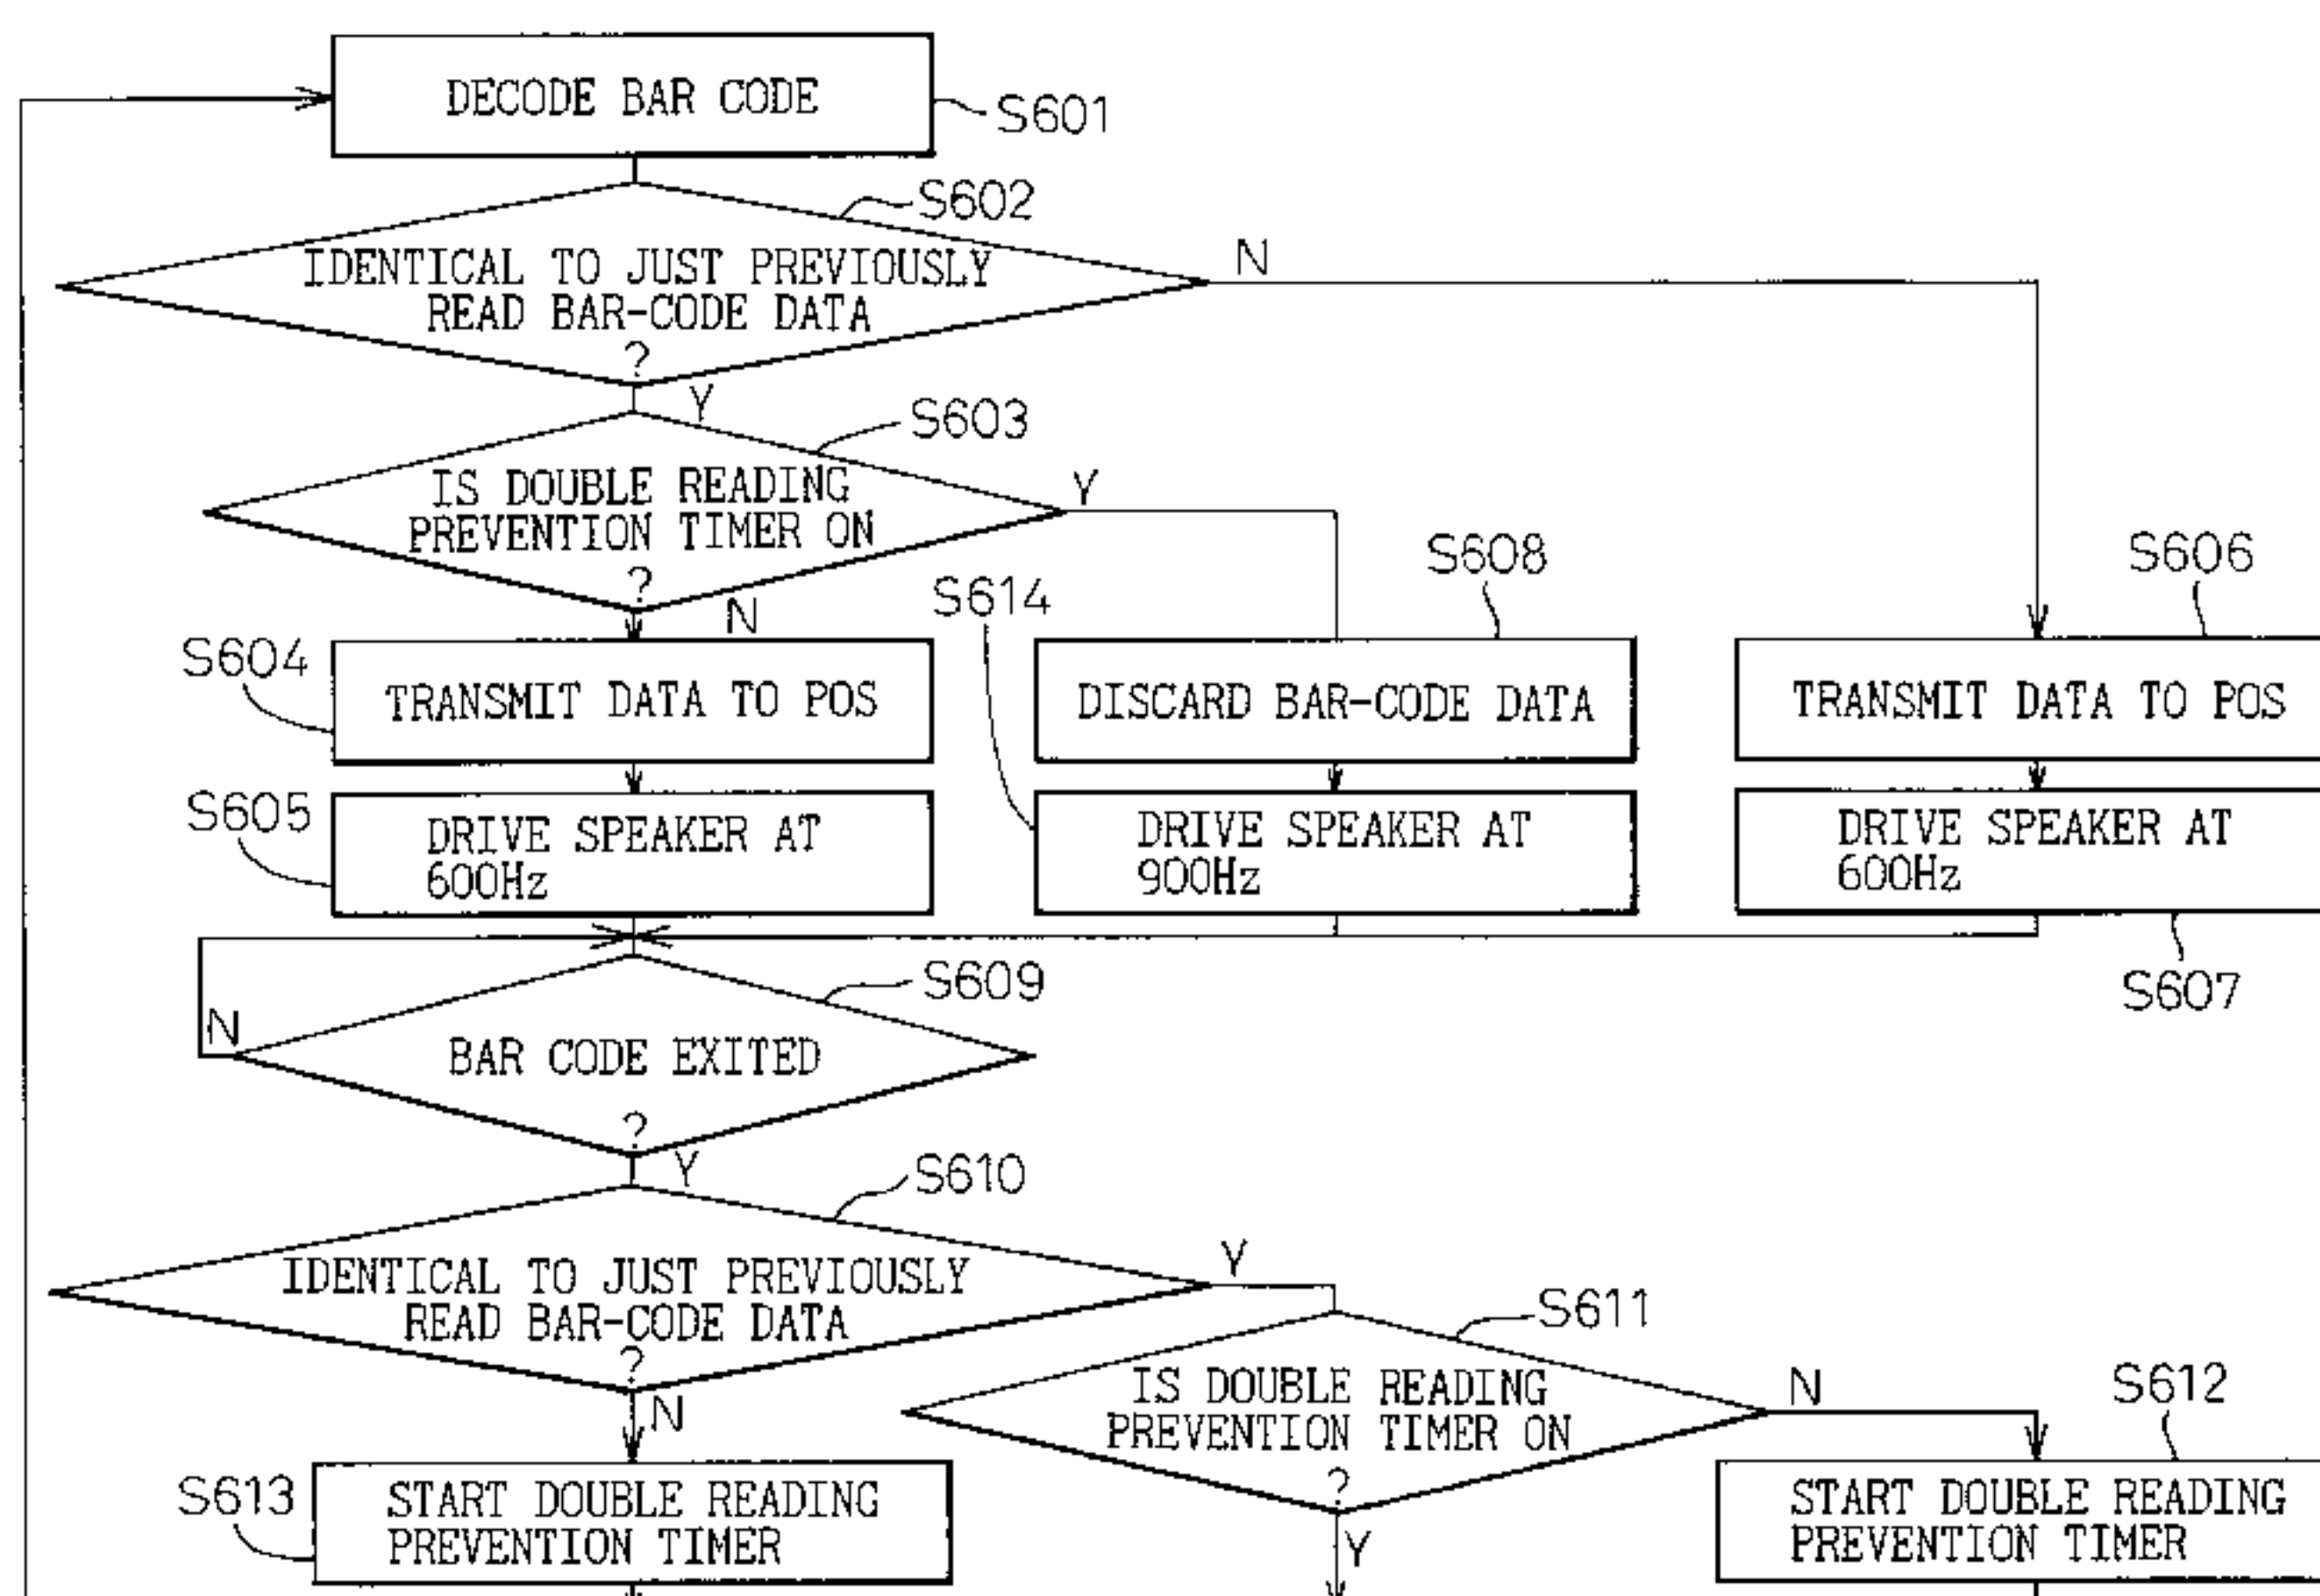 DECODE BAR CODE
S601
S602
IDENTICAL TO JUST PREVIOUSLY
READ BAR-CODE DATA
?
N
Y
S603
IS DOUBLE READING
PREVENTION TIMER ON
?
Y
N
S604
TRANSMIT DATA TO POS
S614
S608
DISCARD BAR-CODE DATA
S606
TRANSMIT DATA TO POS
S605
DRIVE SPEAKER AT
600Hz
DRIVE SPEAKER AT
900Hz
DRIVE SPEAKER AT
600Hz
S607
S609
N
BAR CODE EXITED
?
Y
S610
IDENTICAL TO JUST PREVIOUSLY
READ BAR-CODE DATA
?
Y
N
S611
IS DOUBLE READING
PREVENTION TIMER ON
?
N
Y
S612
START DOUBLE READING
PREVENTION TIMER
S613
START DOUBLE READING
PREVENTION TIMER